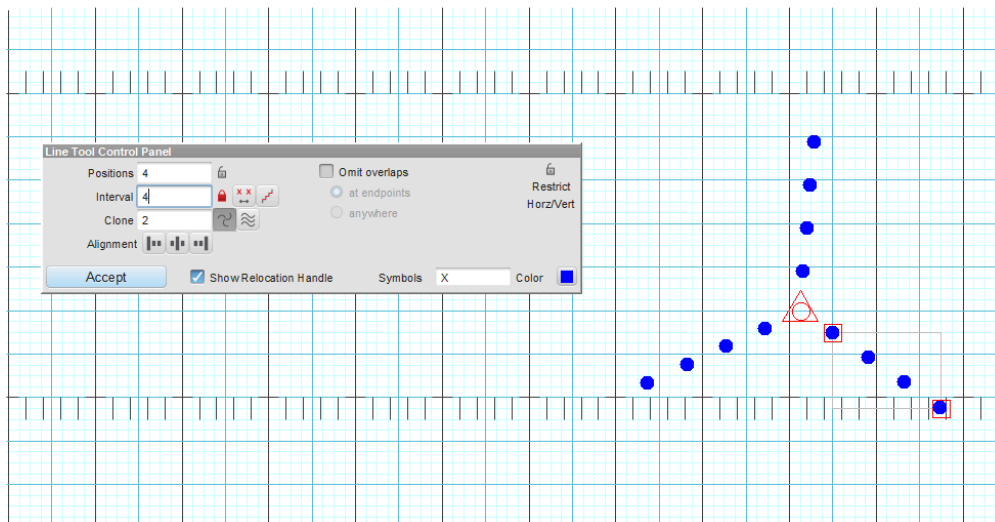 Line Tool Control Panel
Positions 4
Interval 4
Clone 2
Alignment
Omit overlaps
at endpoints
anywhere
Restrict
Horz/Vert
Accept
Show Relocation Handle
Symbols X
Color